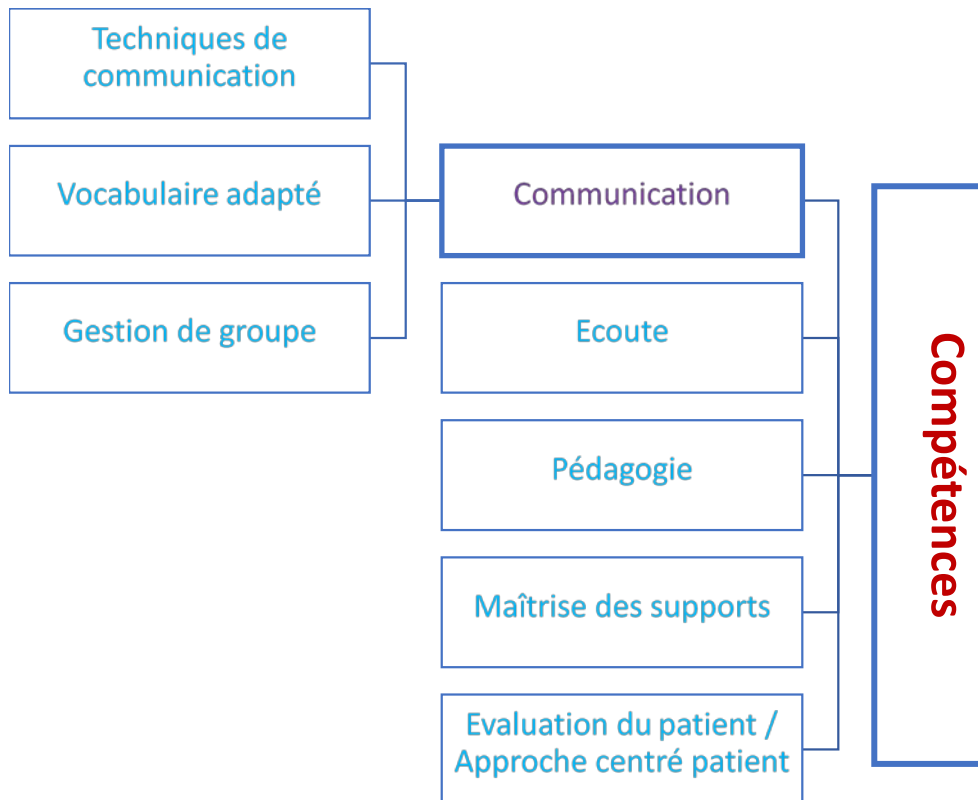 Techniques de
communication
Vocabulaire adapté
Gestion de groupe
Communication
Ecoute
Pédagogie
Maîtrise des supports
Evaluation du patient /
Approche centré patient
Compétences